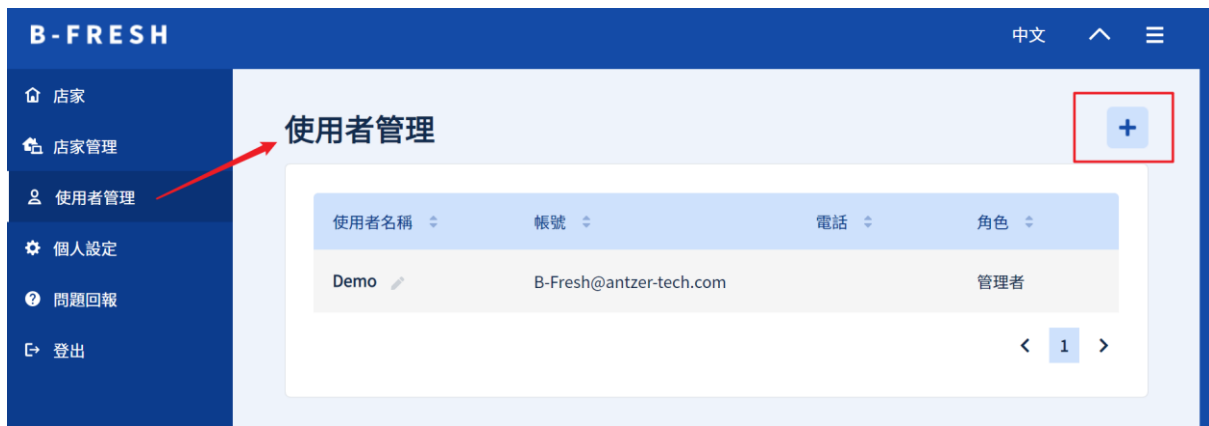 B-FRESH
中文
店家
店家管理
使用者管理
個人設定
問題回報
登出
使用者管理
+
使用者名稱 帳號 電話 角色
Demo B-Fresh@antzer-tech.com 管理者
< 1 >